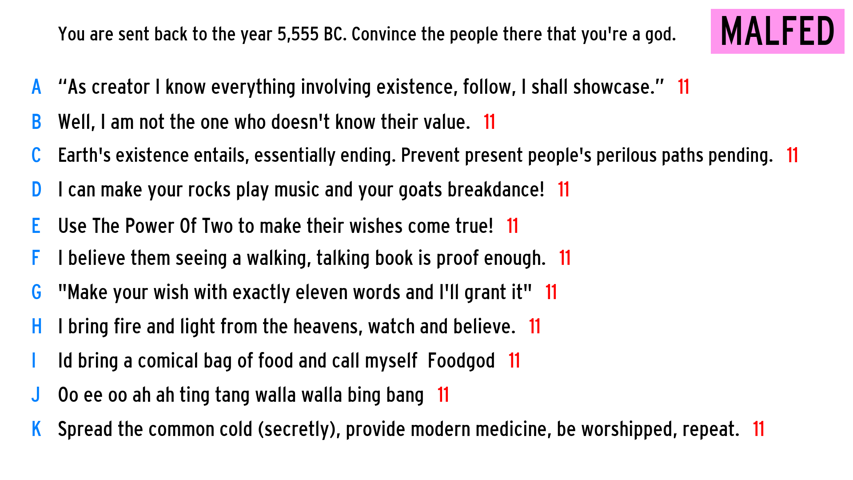 You are sent back to the year 5,555 BC. Convince the people there that you're a god. MALFED
A “As creator I know everything involving existence, follow, I shall showcase.” 11
B Well, I am not the one who doesn't know their value. 11
C Earth's existence entails, essentially ending. Prevent present people's perilous paths pending. 11
D I can make your rocks play music and your goats breakdance! 11
E Use The Power Of Two to make their wishes come true! 11
F I believe them seeing a walking, talking book is proof enough. 11
G "Make your wish with exactly eleven words and I'll grant it" 11
H I bring fire and light from the heavens, watch and believe. 11
I Id bring a comical bag of food and call myself Foodgod 11
J Oo ee oo ah ah ting tang walla walla bing bang 11
K Spread the common cold (secretly), provide modern medicine, be worshipped, repeat. 11